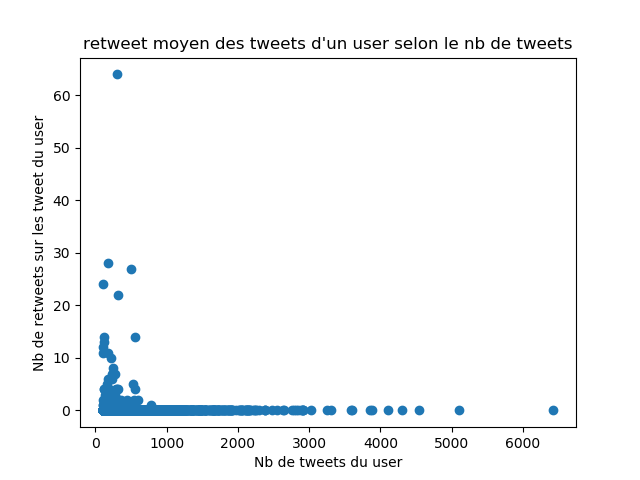 retweet moyen des tweets d'un user selon le nb de tweets
60
50
40
30
20
10
0
Nb de retweets sur les tweet du user
0 1000 2000 3000 4000 5000 6000
Nb de tweets du user